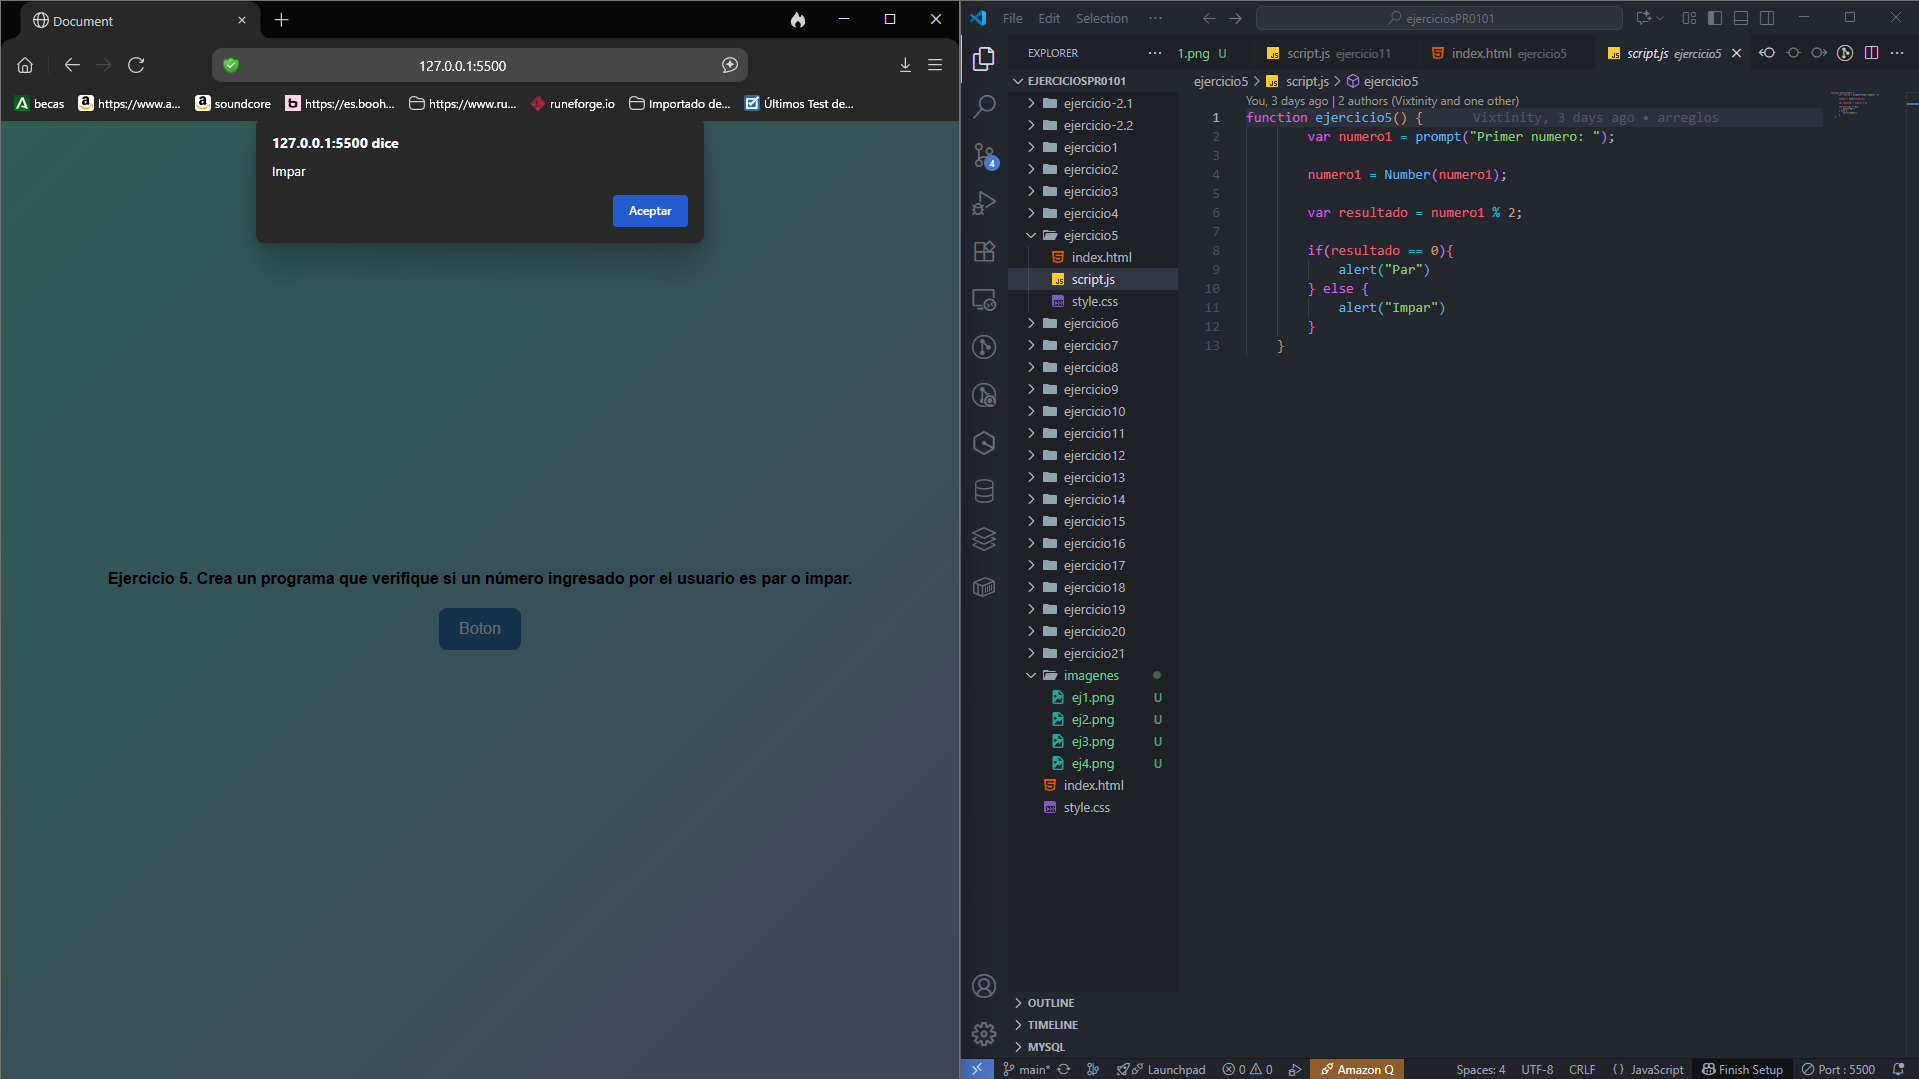 Document
127.0.0.1:5500
becas
https://www.a...
soundcore
https://es.booh...
https://www.ru...
runeforge.io
Importado de...
Últimos Test de...
127.0.0.1:5500 dice
Impar
Aceptar
Ejercicio 5. Crea un programa que verifique si un número ingresado por el usuario es par o impar.
Boton
File Edit Selection ···
ejerciciosPR0101
EXPLORER ···
1.png U
script.js ejercicio11
index.html ejercicio5
script.js ejercicio5
EJERCICIOSPR0101
ejercicio-2.1
ejercicio-2.2
ejercicio1
ejercicio2
ejercicio3
ejercicio4
ejercicio5
index.html
script.js
style.css
ejercicio6
ejercicio7
ejercicio8
ejercicio9
ejercicio10
ejercicio11
ejercicio12
ejercicio13
ejercicio14
ejercicio15
ejercicio16
ejercicio17
ejercicio18
ejercicio19
ejercicio20
ejercicio21
imagenes
ej1.png U
ej2.png U
ej3.png U
ej4.png U
index.html
style.css
OUTLINE
TIMELINE
MYSQL
4
ejercicio5 > script.js > ejercicio5
You, 3 days ago | 2 authors (Vixtinity and one other)
1 function ejercicio5() { Vixtinity, 3 days ago • arreglos
2 var numero1 = prompt("Primer numero: ");
3
4 numero1 = Number(numero1);
5
6 var resultado = numero1 % 2;
7
8 if(resultado == 0){
9 alert("Par")
10 } else {
11 alert("Impar")
12 }
13 }
main* Launchpad 0 0 Amazon Q Spaces: 4 UTF-8 CRLF {} JavaScript Finish Setup Port : 5500